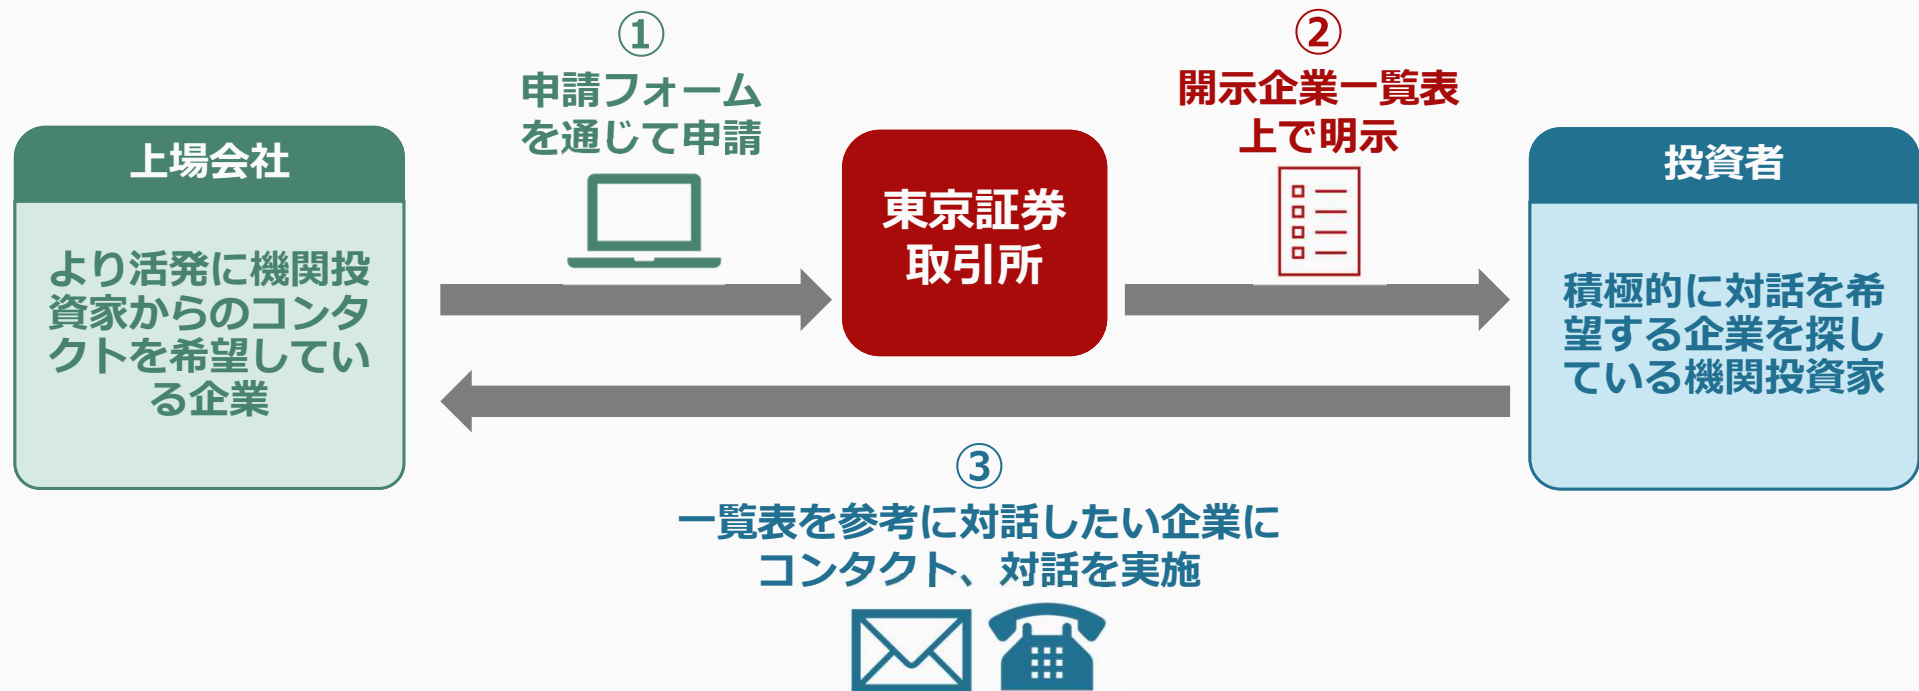 ①
申請フォーム
を通じて申請
②
開示企業一覧表
上で明示
上場会社
より活発に機関投
資家からのコンタ
クトを希望してい
る企業
東京証券
取引所
投資者
積極的に対話を希
望する企業を探し
ている機関投資家
③
一覧表を参考に対話したい企業に
コンタクト、対話を実施